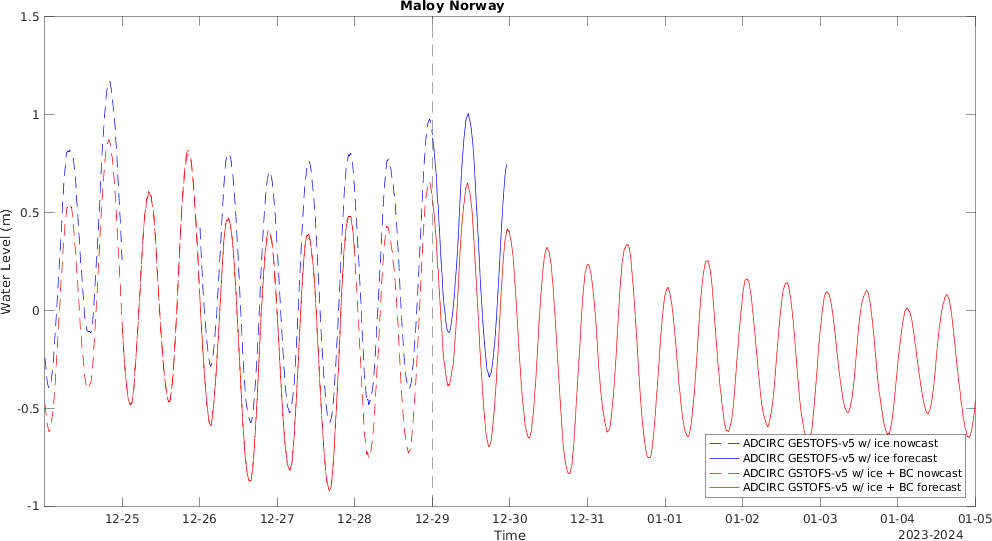 Maloy Norway
1.5
1
0.5
0
-0.5
-1
Water Level (m)
12-25 12-26 12-27 12-28 12-29 12-30 12-31 01-01 01-02 01-03 01-04 01-05
Time
2023-2024
ADCIRC GESTOFS-v5 w/ ice nowcast
ADCIRC GESTOFS-v5 w/ ice forecast
ADCIRC GSTOFS-v5 w/ ice + BC nowcast
ADCIRC GSTOFS-v5 w/ ice + BC forecast